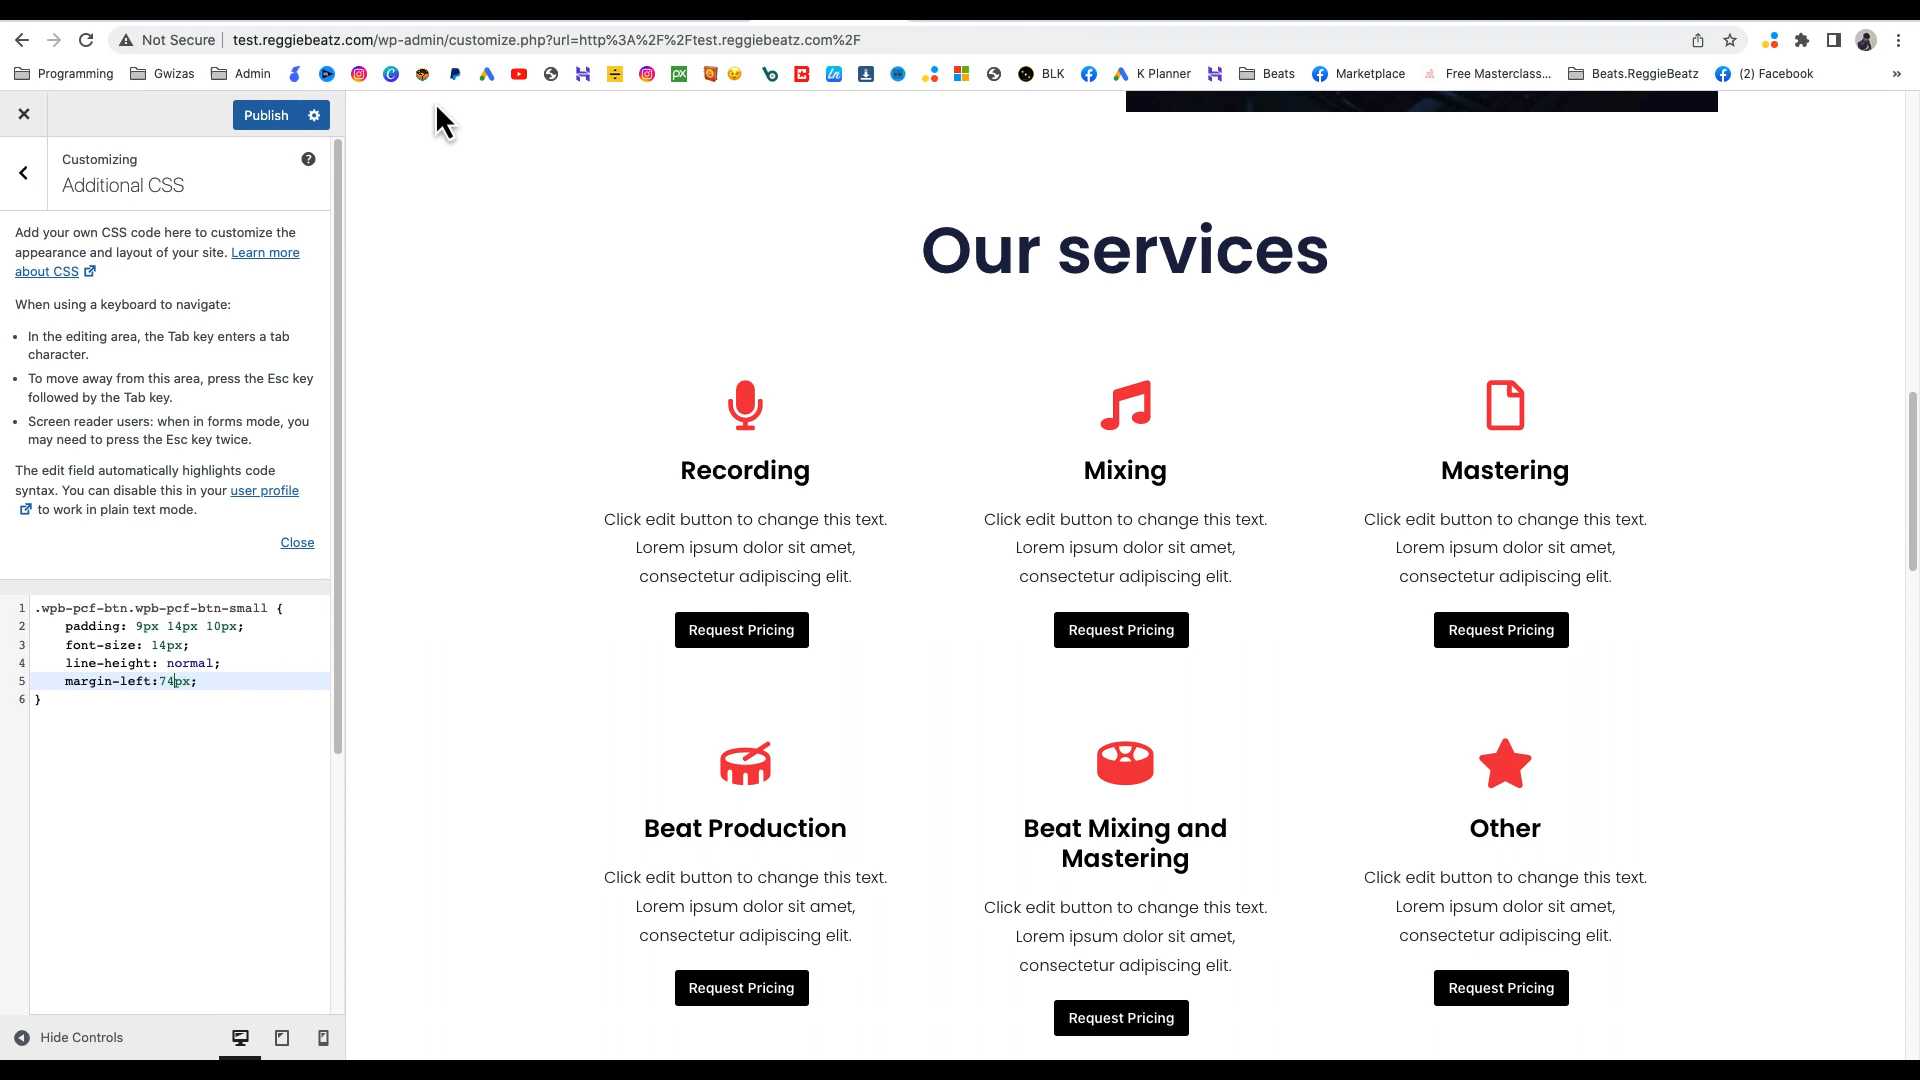 Not Secure
test.reggiebeatz.com/wp-admin/customize.php?url=http%3A%2F%2Ftest.reggiebeatz.com%2F
Programming
Gwizas
Admin
BLK
K Planner
Beats
Marketplace
Free Masterclass...
Beats.ReggieBeatz
(2) Facebook
»
Publish
Customizing
Additional CSS
Add your own CSS code here to customize the
appearance and layout of your site. Learn more
about CSS
When using a keyboard to navigate:
• In the editing area, the Tab key enters a tab
character.
• To move away from this area, press the Esc key
followed by the Tab key.
• Screen reader users: when in forms mode, you
may need to press the Esc key twice.
The edit field automatically highlights code
syntax. You can disable this in your user profile
to work in plain text mode.
Close
1 .wpb-pcf-btn.wpb-pcf-btn-small {
2 padding: 9px 14px 10px;
3 font-size: 14px;
4 line-height: normal;
5 margin-left:74px;
6 }
Hide Controls
Our services
Recording
Click edit button to change this text.
Lorem ipsum dolor sit amet,
consectetur adipiscing elit.
Request Pricing
Mixing
Click edit button to change this text.
Lorem ipsum dolor sit amet,
consectetur adipiscing elit.
Request Pricing
Mastering
Click edit button to change this text.
Lorem ipsum dolor sit amet,
consectetur adipiscing elit.
Request Pricing
Beat Production
Click edit button to change this text.
Lorem ipsum dolor sit amet,
consectetur adipiscing elit.
Request Pricing
Beat Mixing and
Mastering
Click edit button to change this text.
Lorem ipsum dolor sit amet,
consectetur adipiscing elit.
Request Pricing
Other
Click edit button to change this text.
Lorem ipsum dolor sit amet,
consectetur adipiscing elit.
Request Pricing